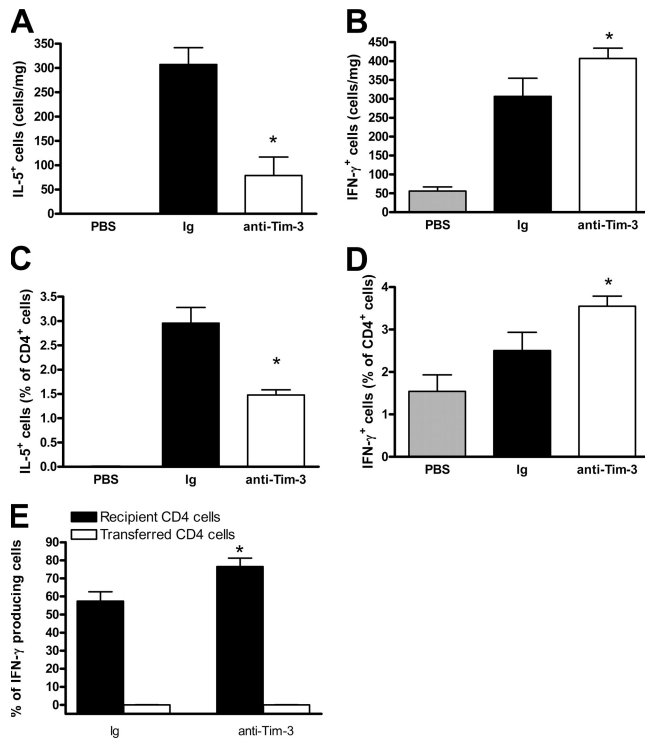 A
IL-5+ cells (cells/mg)
350
300
250
200
150
100
50
0
*
PBS
Ig
anti-Tim-3
B
IFN-γ+ cells (cells/mg)
450
400
350
300
250
200
150
100
50
*
PBS
Ig
anti-Tim-3
C
IL-5+ cells (% of CD4+ cells)
3.5
3.0
2.5
2.0
1.5
1.0
0.5
0.0
*
PBS
Ig
anti-Tim-3
D
IFN-γ+ cells (% of CD4+ cells)
4
3
2
1
0
*
PBS
Ig
anti-Tim-3
E
Recipient CD4 cells
Transferred CD4 cells
% of IFN-γ producing cells
90
80
70
60
50
40
30
20
10
0
*
Ig
anti-Tim-3